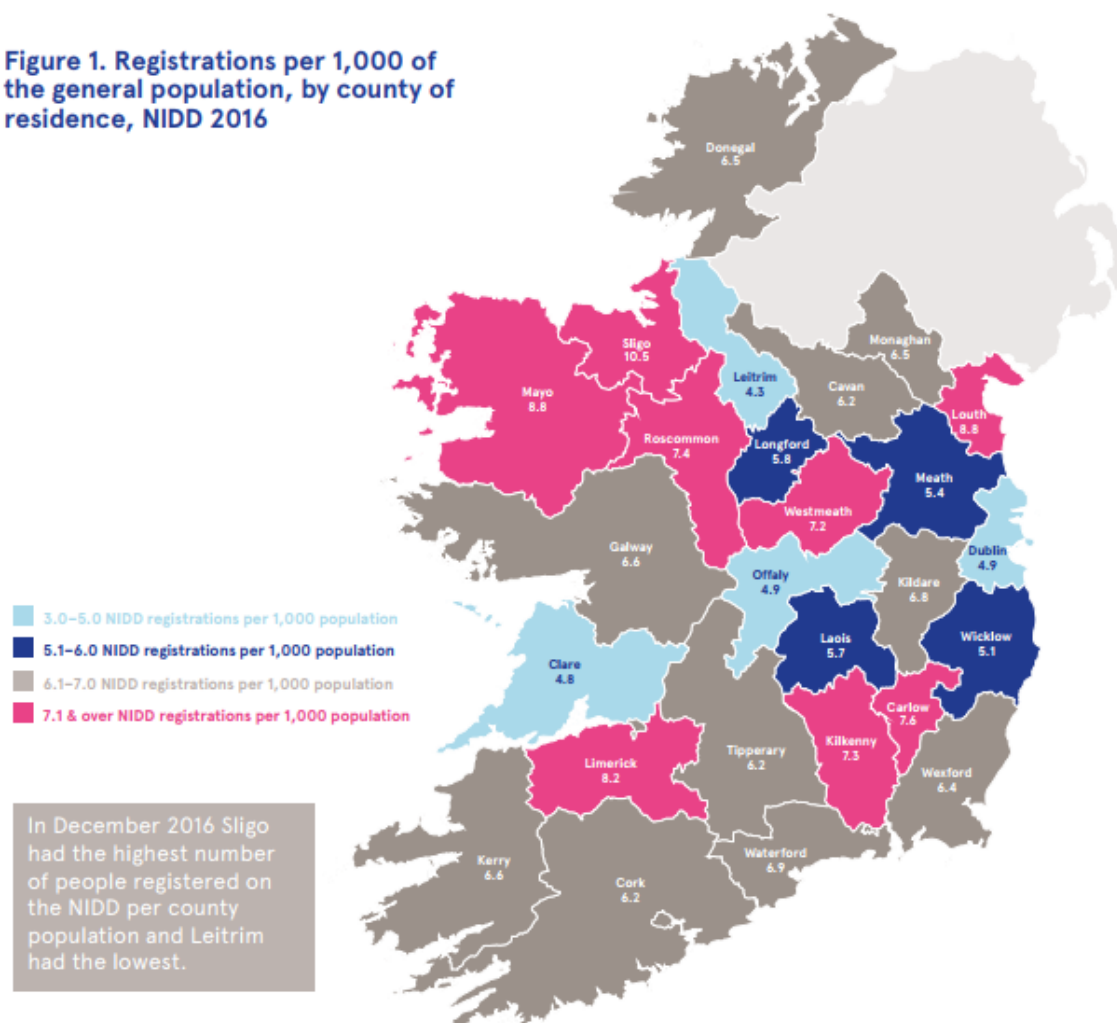 Figure 1. Registrations per 1,000 of
the general population, by county of
residence, NIDD 2016
Donegal
6.5
Monaghan
6.5
Sligo
10.5
Leitrim
4.3
Cavan
6.2
Mayo
8.8
Louth
8.8
Roscommon
7.4
Longford
5.8
Meath
5.4
Westmeath
7.2
Galway
6.6
Dublin
4.9
Offaly
4.9
Kildare
6.8
3.0–5.0 NIDD registrations per 1,000 population
5.1–6.0 NIDD registrations per 1,000 population
6.1–7.0 NIDD registrations per 1,000 population
7.1 & over NIDD registrations per 1,000 population
Laois
5.7
Wicklow
5.1
Clare
4.8
Carlow
7.6
Kilkenny
7.3
Tipperary
6.2
Limerick
8.2
Wexford
6.4
Waterford
6.9
Kerry
6.6
Cork
6.2
In December 2016 Sligo
had the highest number
of people registered on
the NIDD per county
population and Leitrim
had the lowest.